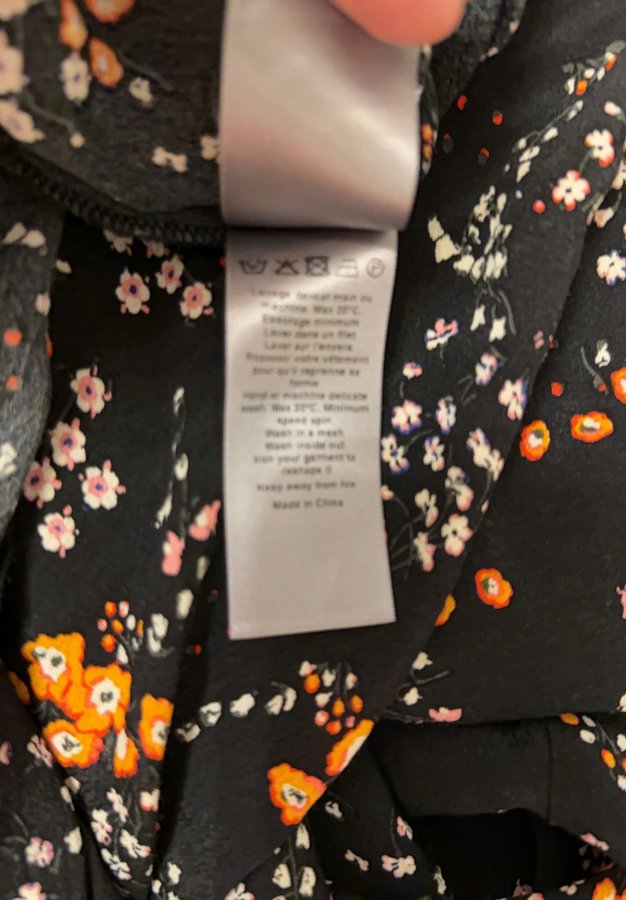 Lavage délicat main ou
machine. Max 30°C.
Essorage minimum
Laver dans un filet
Laver sur l'envers
Repasser votre vêtement
pour qu'il reprenne sa
forme
Hand or machine delicate
wash. Max 30°C. Minimum
speed spin
Wash in a mesh
Wash inside out
Iron your garment to
reshape it
Keep away from fire
Made in China